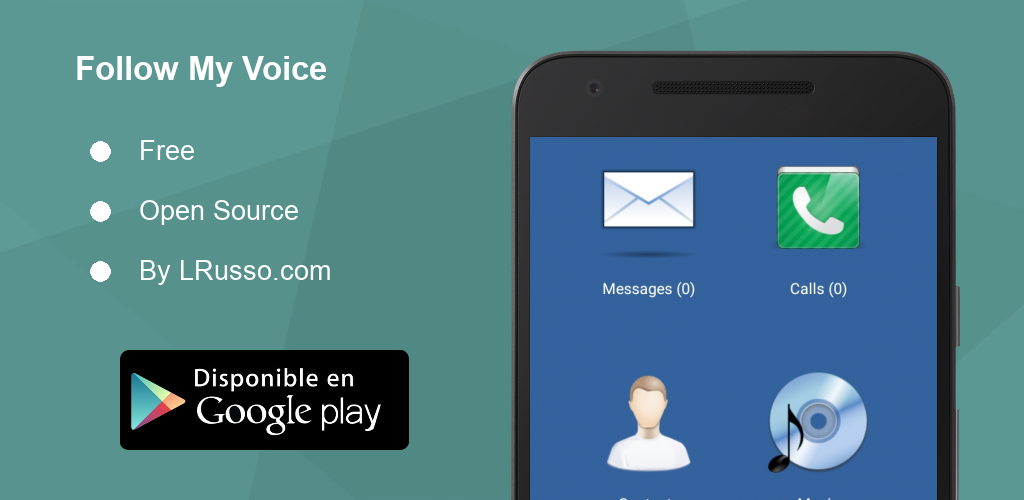 Follow My Voice
Free
Open Source
By LRusso.com
Disponible en
Google play
Messages (0)
Calls (0)